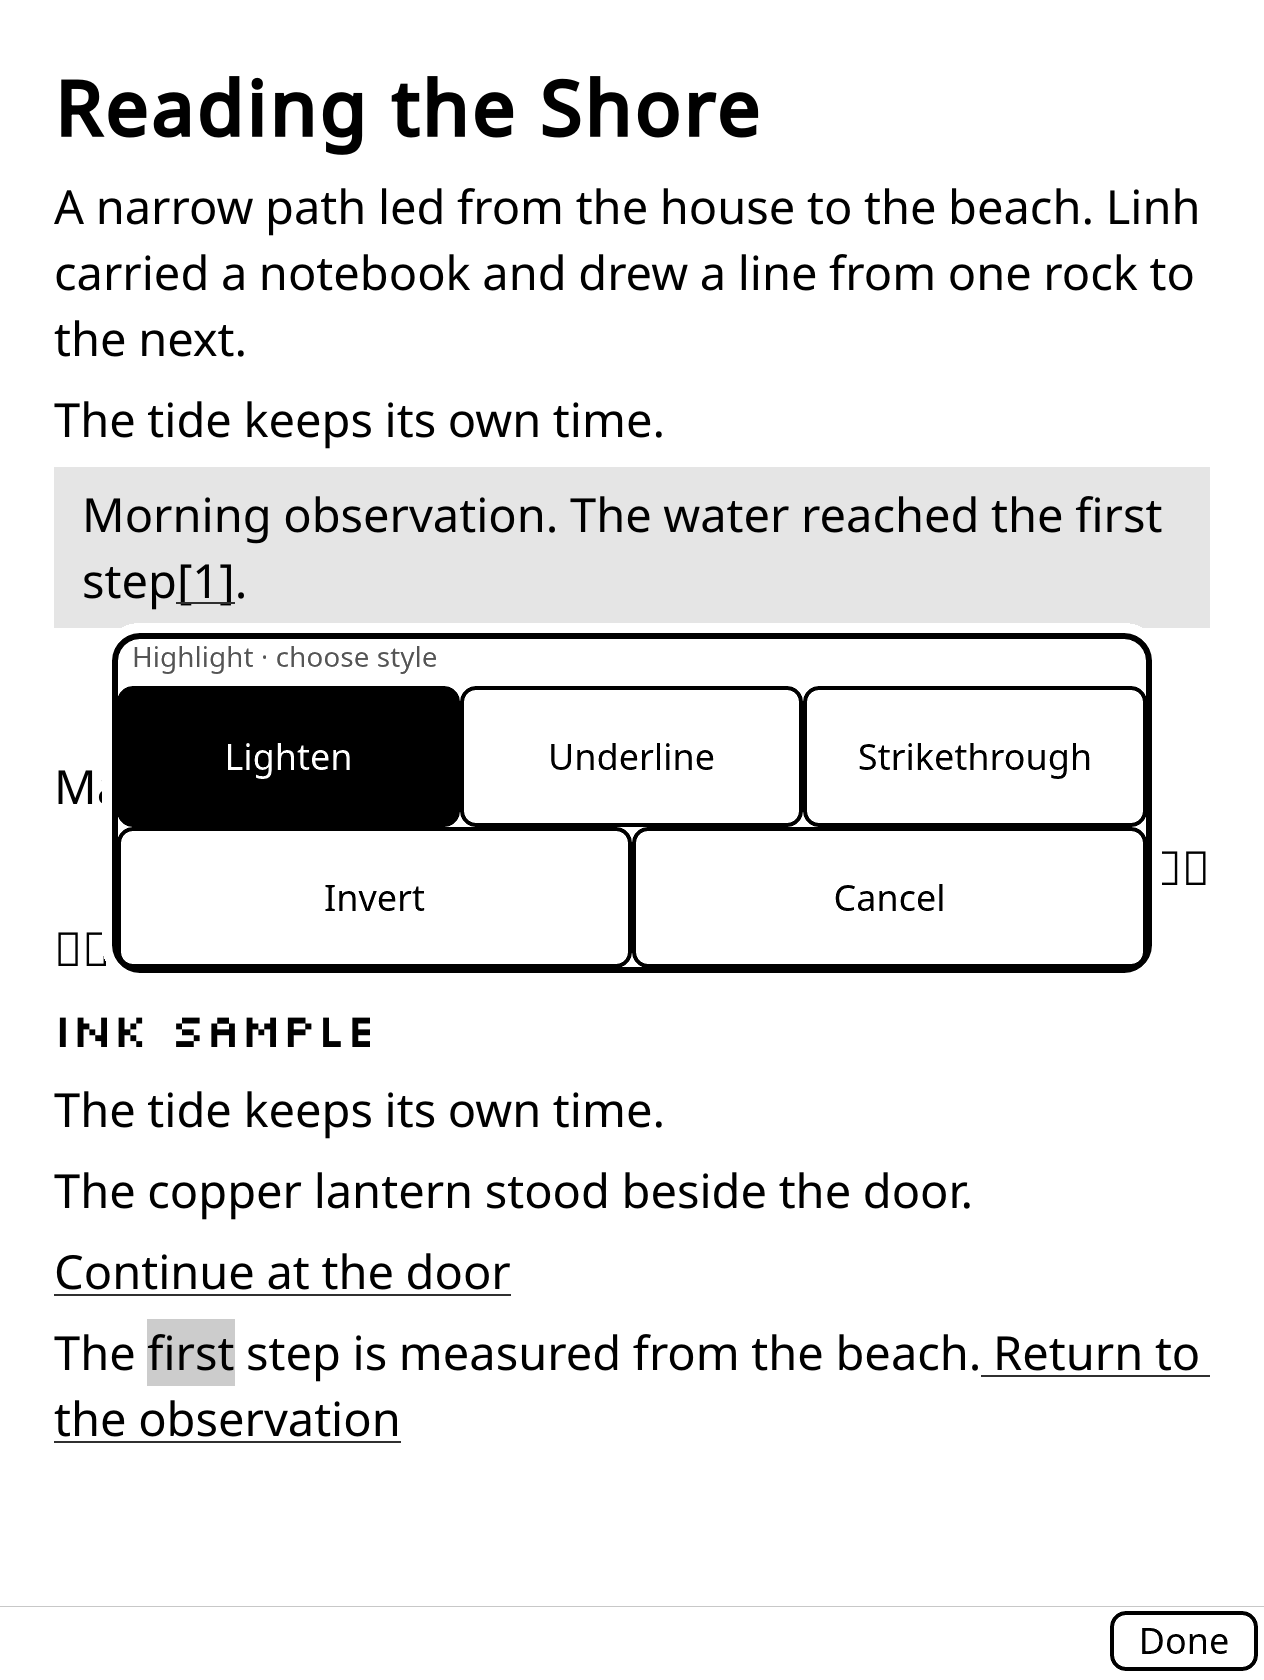 Reading the Shore
A narrow path led from the house to the beach. Linh
carried a notebook and drew a line from one rock to
the next.
The tide keeps its own time.
Morning observation. The water reached the first
step[1].
Highlight · choose style
Lighten Underline Strikethrough
Invert Cancel
INK SAMPLE
The tide keeps its own time.
The copper lantern stood beside the door.
Continue at the door
The first step is measured from the beach. Return to
the observation
Done